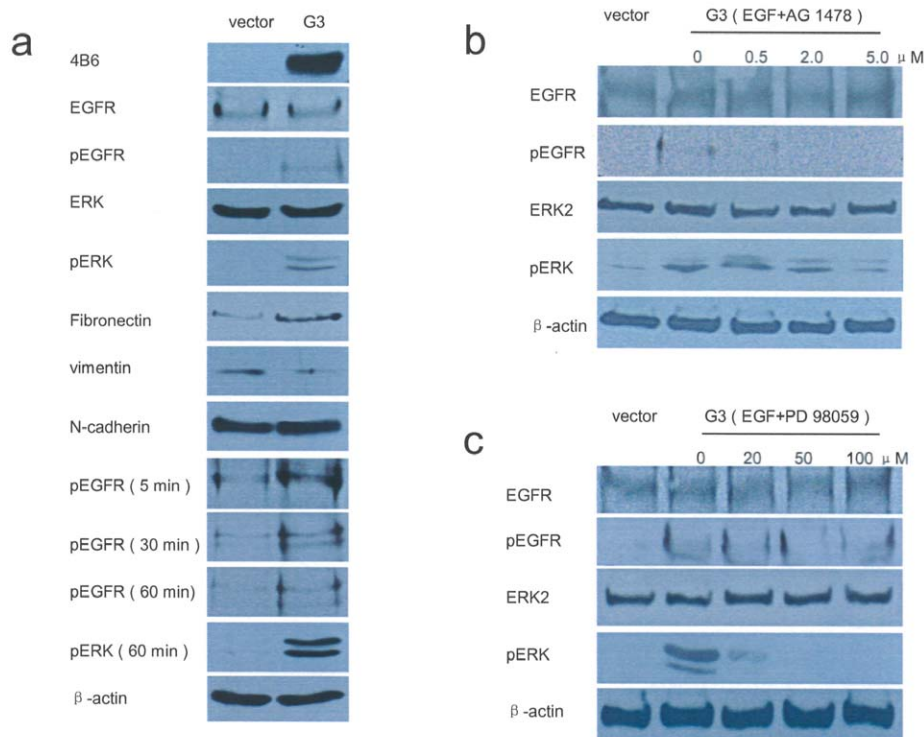 a
vector G3
4B6
EGFR
pEGFR
ERK
pERK
Fibronectin
vimentin
N-cadherin
pEGFR ( 5 min )
pEGFR ( 30 min )
pEGFR ( 60 min)
pERK ( 60 min )
β -actin
b
vector G3 ( EGF+AG 1478 )
0 0.5 2.0 5.0 μ M
EGFR
pEGFR
ERK2
pERK
β -actin
c
vector G3 ( EGF+PD 98059 )
0 20 50 100 μ M
EGFR
pEGFR
ERK2
pERK
β -actin